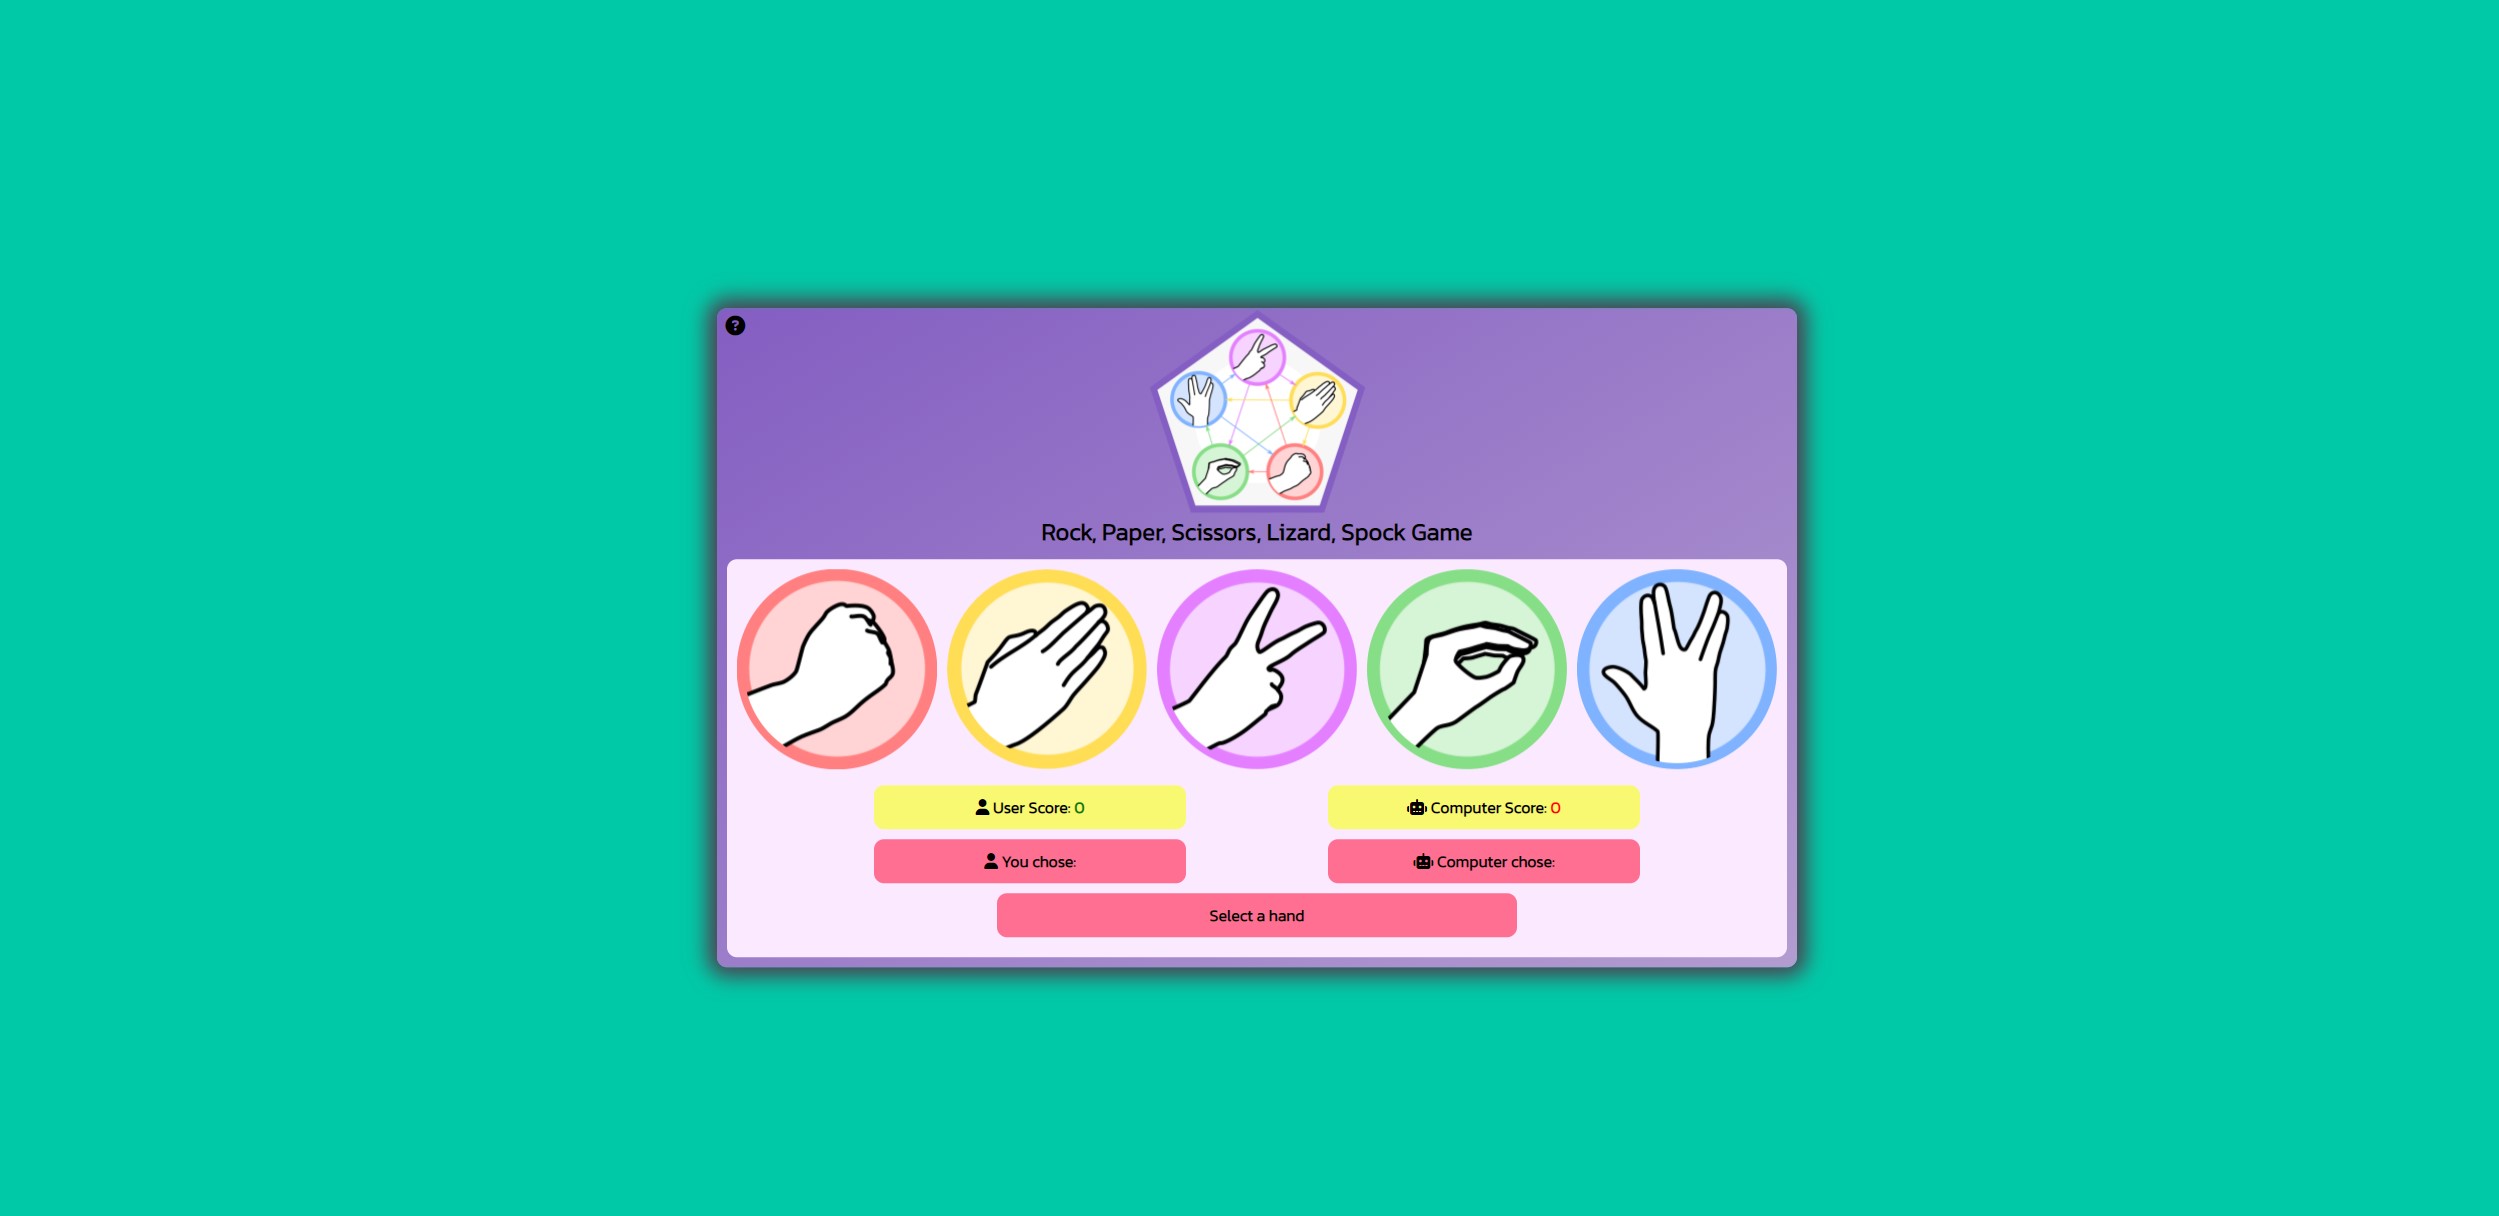 ?
Rock, Paper, Scissors, Lizard, Spock Game
User Score: 0
Computer Score: 0
You chose:
Computer chose:
Select a hand